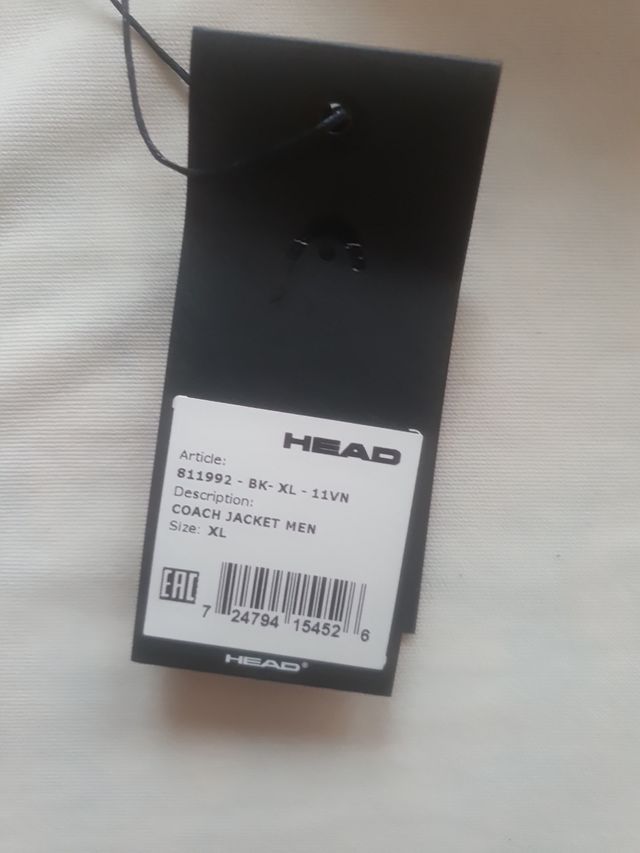 HEAD
Article:
811992 - BK- XL - 11VN
Description:
COACH JACKET MEN
Size: XL
EAC
7 24794 15452 6
HEAD®